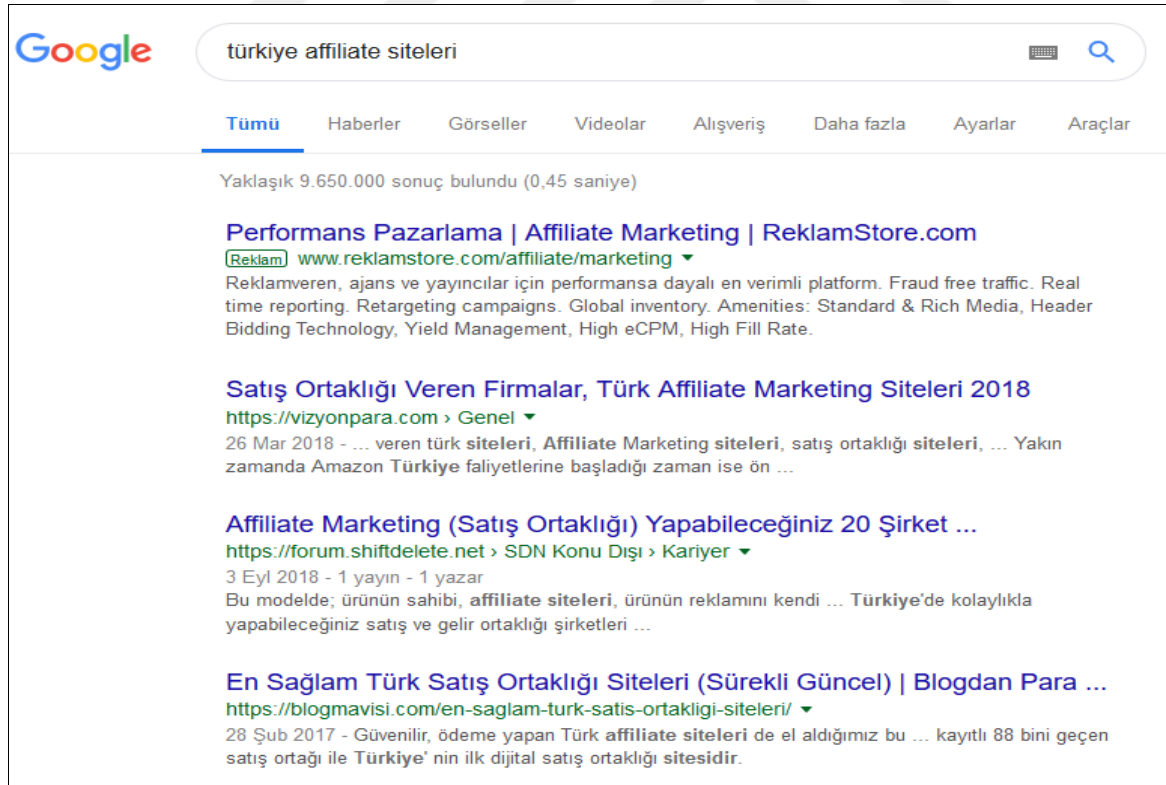 Google
türkiye affiliate siteleri
Tümü Haberler Görseller Videolar Alışveriş Daha fazla Ayarlar Araçlar
Yaklaşık 9.650.000 sonuç bulundu (0,45 saniye)
Performans Pazarlama | Affiliate Marketing | ReklamStore.com
Reklam www.reklamstore.com/affiliate/marketing
Reklamveren, ajans ve yayıncılar için performansa dayalı en verimli platform. Fraud free traffic. Real
time reporting. Retargeting campaigns. Global inventory. Amenities: Standard & Rich Media, Header
Bidding Technology, Yield Management, High eCPM, High Fill Rate.
Satış Ortaklığı Veren Firmalar, Türk Affiliate Marketing Siteleri 2018
https://vizyonpara.com › Genel
26 Mar 2018 - ... veren türk siteleri, Affiliate Marketing siteleri, satış ortaklığı siteleri, ... Yakın
zamanda Amazon Türkiye faliyetlerine başladığı zaman ise ön ...
Affiliate Marketing (Satış Ortaklığı) Yapabileceğiniz 20 Şirket ...
https://forum.shiftdelete.net › SDN Konu Dışı › Kariyer
3 Eyl 2018 - 1 yayın - 1 yazar
Bu modelde; ürünün sahibi, affiliate siteleri, ürünün reklamını kendi ... Türkiye'de kolaylıkla
yapabileceğiniz satış ve gelir ortaklığı şirketleri ...
En Sağlam Türk Satış Ortaklığı Siteleri (Sürekli Güncel) | Blogdan Para ...
https://blogmavisi.com/en-saglam-turk-satis-ortakligi-siteleri/
28 Şub 2017 - Güvenilir, ödeme yapan Türk affiliate siteleri de el aldığımız bu ... kayıtlı 88 bini geçen
satış ortağı ile Türkiye' nin ilk dijital satış ortaklığı sitesidir.